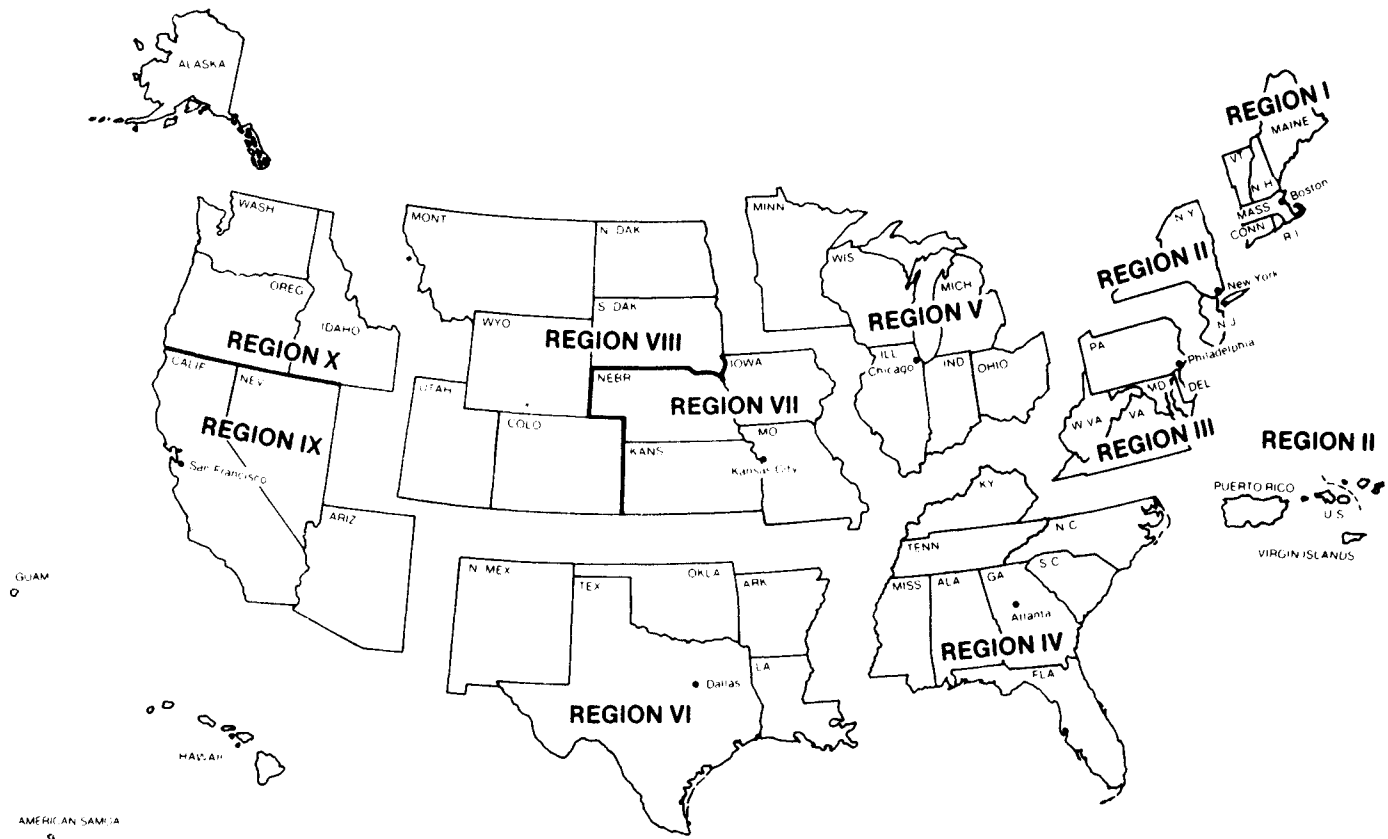 ALASKA
REGION I
MAINE
VT
N H
Boston
MASS
CONN
R I
WASH
MONT
N DAK
MINN
N Y
WIS
REGION II
MICH
New York
OREG
S DAK
N J
WYO
IDAHO
REGION V
REGION X
REGION VIII
PA
Philadelphia
CALIF
NEV
UTAH
NEBR
IOWA
ILL
Chicago
IND
OHIO
MD
DEL
REGION VII
COLO
W VA
VA
REGION IX
MO
REGION III
REGION II
San Francisco
KANS
Kansas City
KY
PUERTO RICO
U S
VIRGIN ISLANDS
ARIZ
N C
TENN
S C
GUAM
N MEX
OKLA
TEX
ARK
MISS
ALA
GA
Atlanta
REGION IV
LA
FLA
Dallas
REGION VI
HAWAII
AMERICAN SAMOA